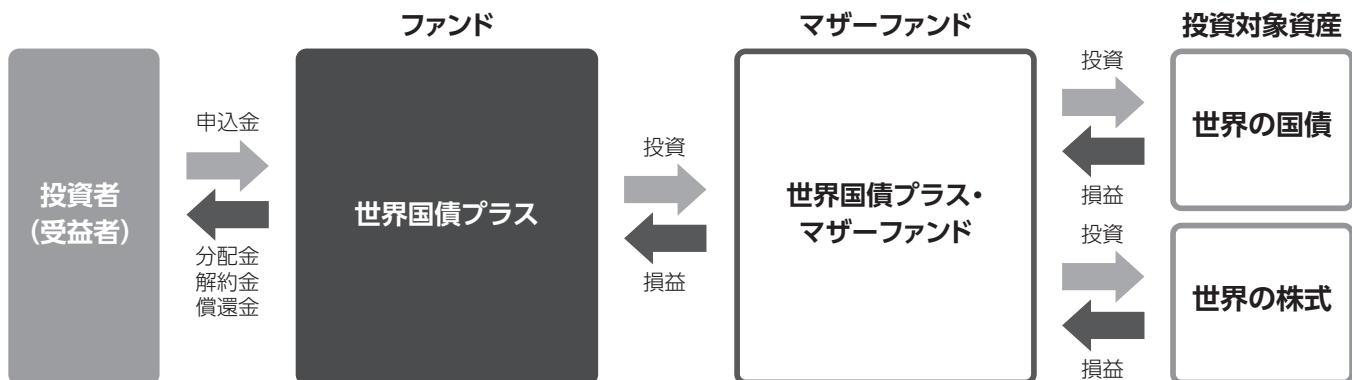 ファンド
マザーファンド
投資対象資産
投資者
(受益者)
申込金
分配金
解約金
償還金
世界国債プラス
投資
損益
世界国債プラス・
マザーファンド
投資
損益
世界の国債
投資
損益
世界の株式